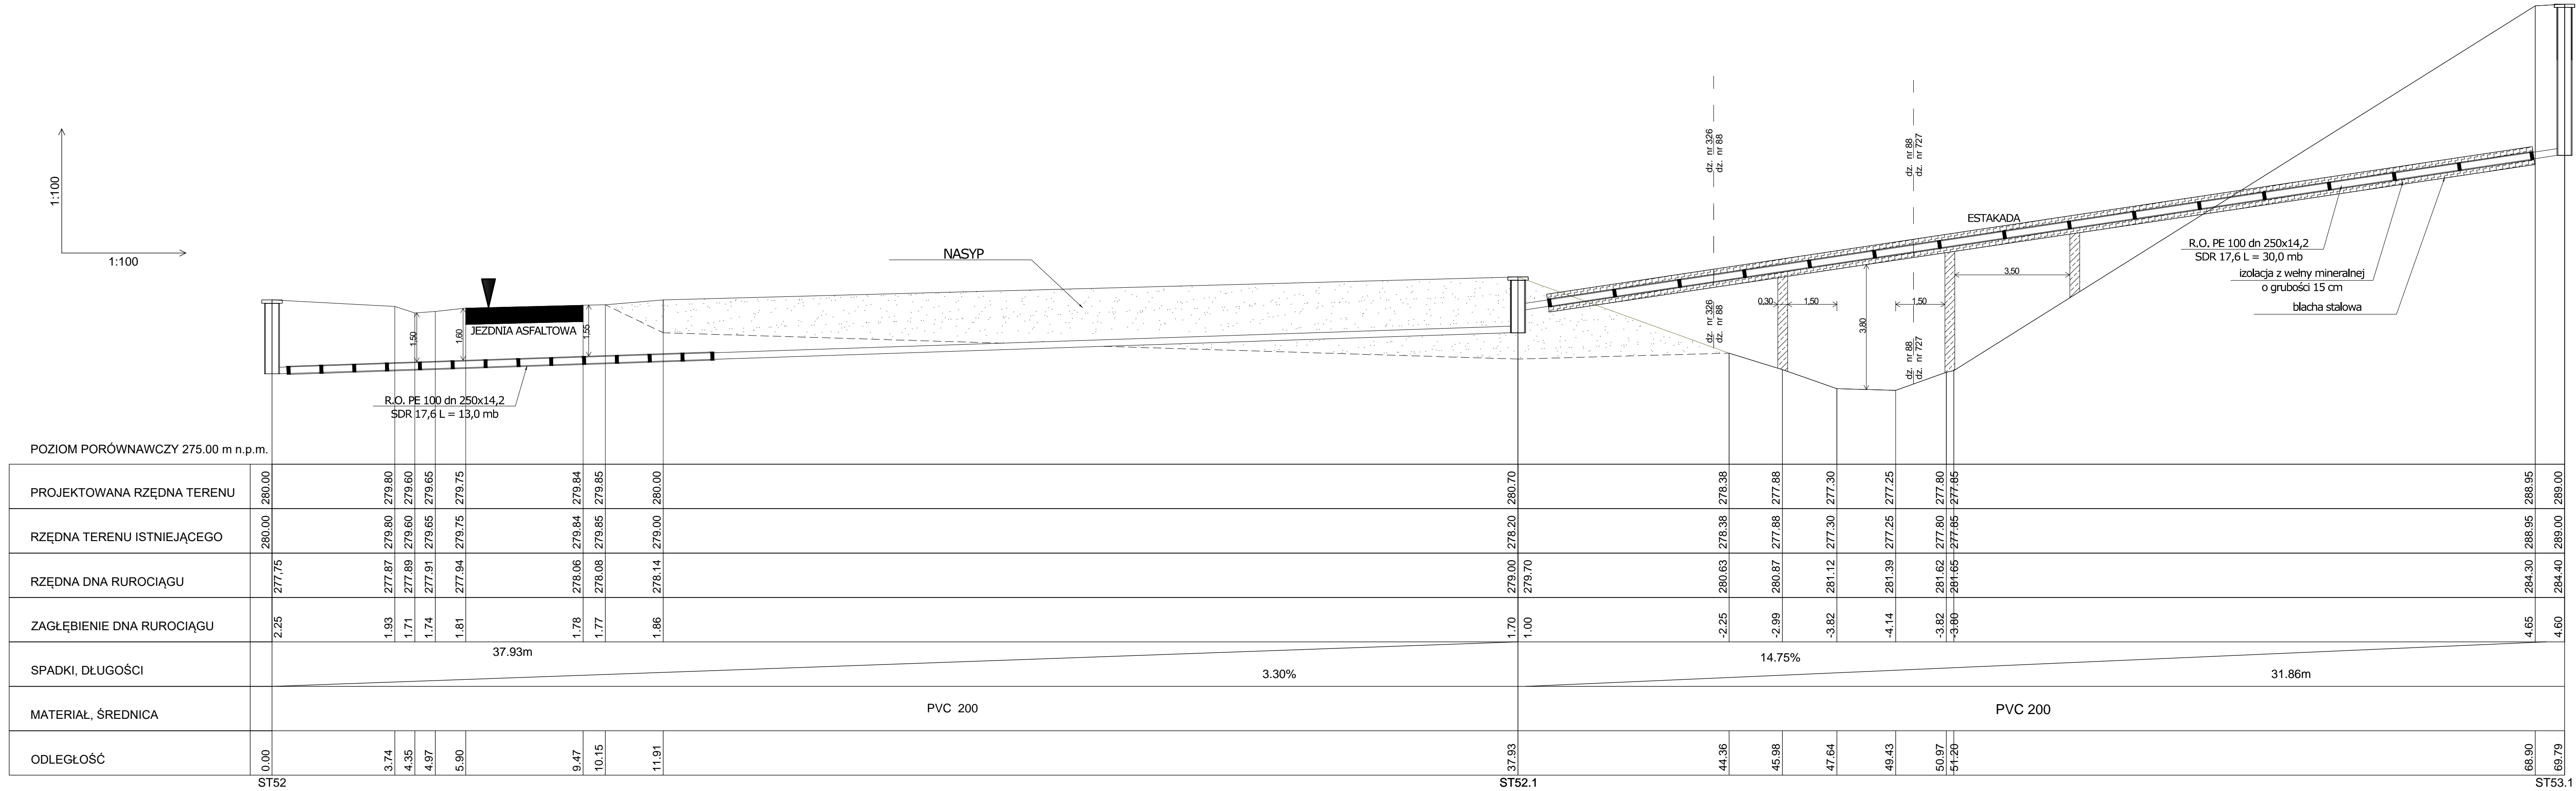 1:100
1:100
NASYP
JEZDNIA ASFALTOWA
1,50
1,60
1,55
R.O. PE 100 dn 250x14,2
SDR 17,6 L = 13,0 mb
dz. nr 326
dz. nr 88
dz. nr 88
dz. nr 727
ESTAKADA
dz. nr 326
dz. nr 88
0,30
1,50
3,80
1,50
3,50
dz. nr 88
dz. nr 727
R.O. PE 100 dn 250x14,2
SDR 17,6 L = 30,0 mb
izolacja z wełny mineralnej
o grubości 15 cm
blacha stalowa
POZIOM PORÓWNAWCZY 275.00 m n.p.m.
PROJEKTOWANA RZĘDNA TERENU 280.00 279.80 279.60 279.65 279.75 279.84 279.85 280.00 280.70 278.38 277.88 277.30 277.25 277.80 277.85 288.95 289.00
RZĘDNA TERENU ISTNIEJĄCEGO 280.00 279.80 279.60 279.65 279.75 279.84 279.85 279.00 278.20 278.38 277.88 277.30 277.25 277.80 277.85 288.95 289.00
RZĘDNA DNA RUROCIĄGU 277,75 277.87 277.89 277.91 277.94 278.06 278.08 278.14 279.00 279.70 280.63 280.87 281.12 281.39 281.62 281.65 284.30 284.40
ZAGŁĘBIENIE DNA RUROCIĄGU 2.25 1.93 1.71 1.74 1.81 1.78 1.77 1.86 1.70 1.00 -2.25 -2.99 -3.82 -4.14 -3.82 -3.80 4.65 4.60
SPADKI, DŁUGOŚCI 37.93m 3.30% 14.75% 31.86m
MATERIAŁ, ŚREDNICA PVC 200 PVC 200
ODLEGŁOŚĆ 0.00 3.74 4.35 4.97 5.90 9.47 10.15 11.91 37.93 44.36 45.98 47.64 49.43 50.97 51.20 68.90 69.79
ST52 ST52.1 ST53.1